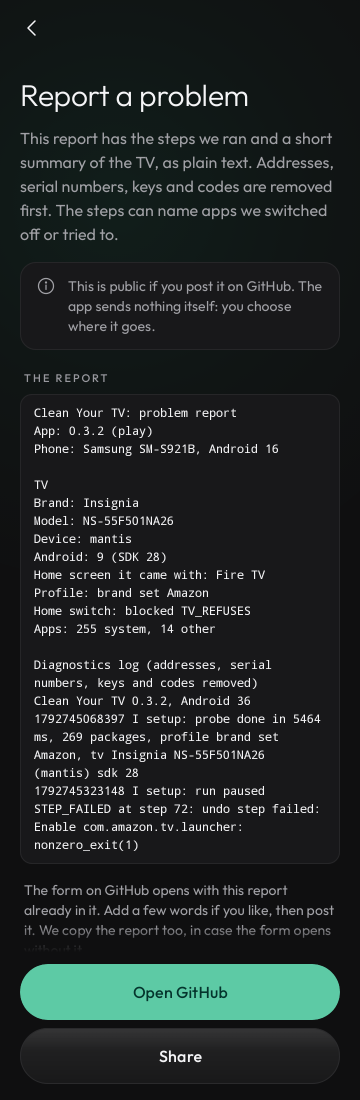 Report a problem
This report has the steps we ran and a short
summary of the TV, as plain text. Addresses,
serial numbers, keys and codes are removed
first. The steps can name apps we switched
off or tried to.
This is public if you post it on GitHub. The
app sends nothing itself: you choose
where it goes.
THE REPORT
Clean Your TV: problem report
App: 0.3.2 (play)
Phone: Samsung SM-S921B, Android 16
TV
Brand: Insignia
Model: NS-55F501NA26
Device: mantis
Android: 9 (SDK 28)
Home screen it came with: Fire TV
Profile: brand set Amazon
Home switch: blocked TV_REFUSES
Apps: 255 system, 14 other
Diagnostics log (addresses, serial
numbers, keys and codes removed)
Clean Your TV 0.3.2, Android 36
1792745068397 I setup: probe done in 5464
ms, 269 packages, profile brand set
Amazon, tv Insignia NS-55F501NA26
(mantis) sdk 28
1792745323148 I setup: run paused
STEP_FAILED at step 72: undo step failed:
Enable com.amazon.tv.launcher:
nonzero_exit(1)
The form on GitHub opens with this report
already in it. Add a few words if you like, then post
it. We copy the report too, in case the form opens
without it.
Open GitHub
Share